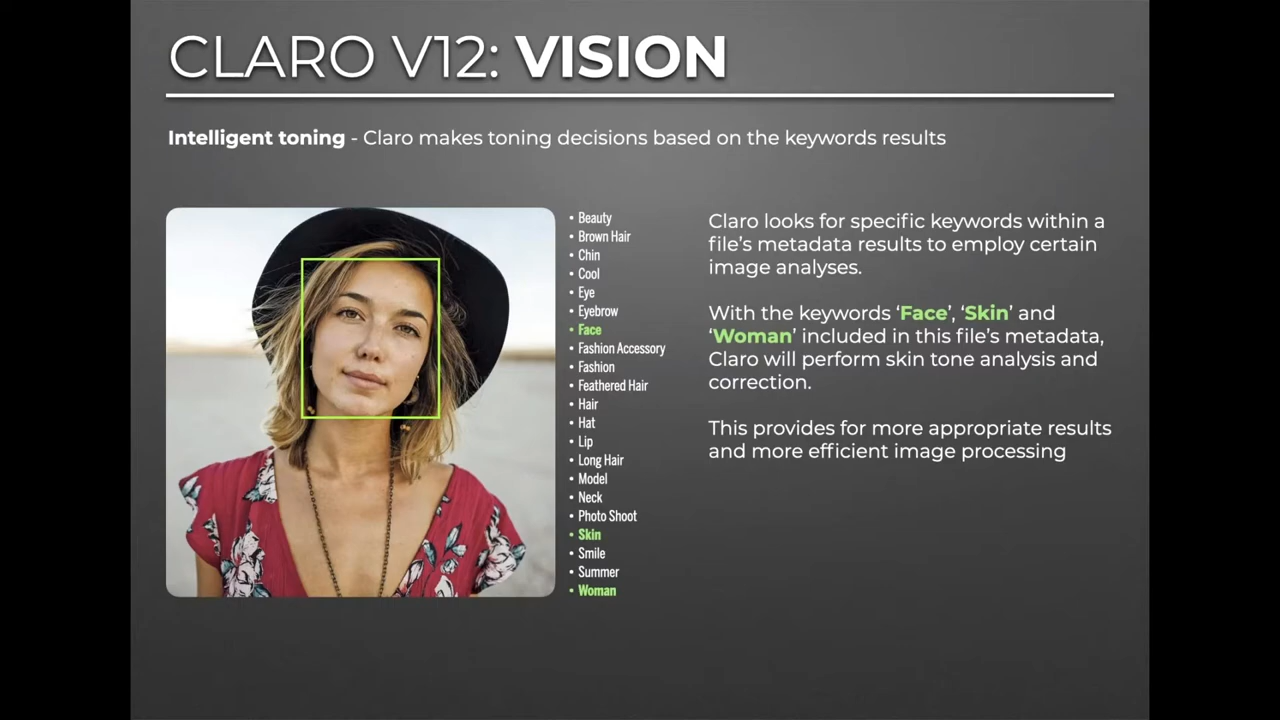 CLARO V12: VISION
Intelligent toning - Claro makes toning decisions based on the keywords results
• Beauty
• Brown Hair
• Chin
• Cool
• Eye
• Eyebrow
• Face
• Fashion Accessory
• Fashion
• Feathered Hair
• Hair
• Hat
• Lip
• Long Hair
• Model
• Neck
• Photo Shoot
• Skin
• Smile
• Summer
• Woman
Claro looks for specific keywords within a
file’s metadata results to employ certain
image analyses.
With the keywords ‘Face’, ‘Skin’ and
‘Woman’ included in this file’s metadata,
Claro will perform skin tone analysis and
correction.
This provides for more appropriate results
and more efficient image processing